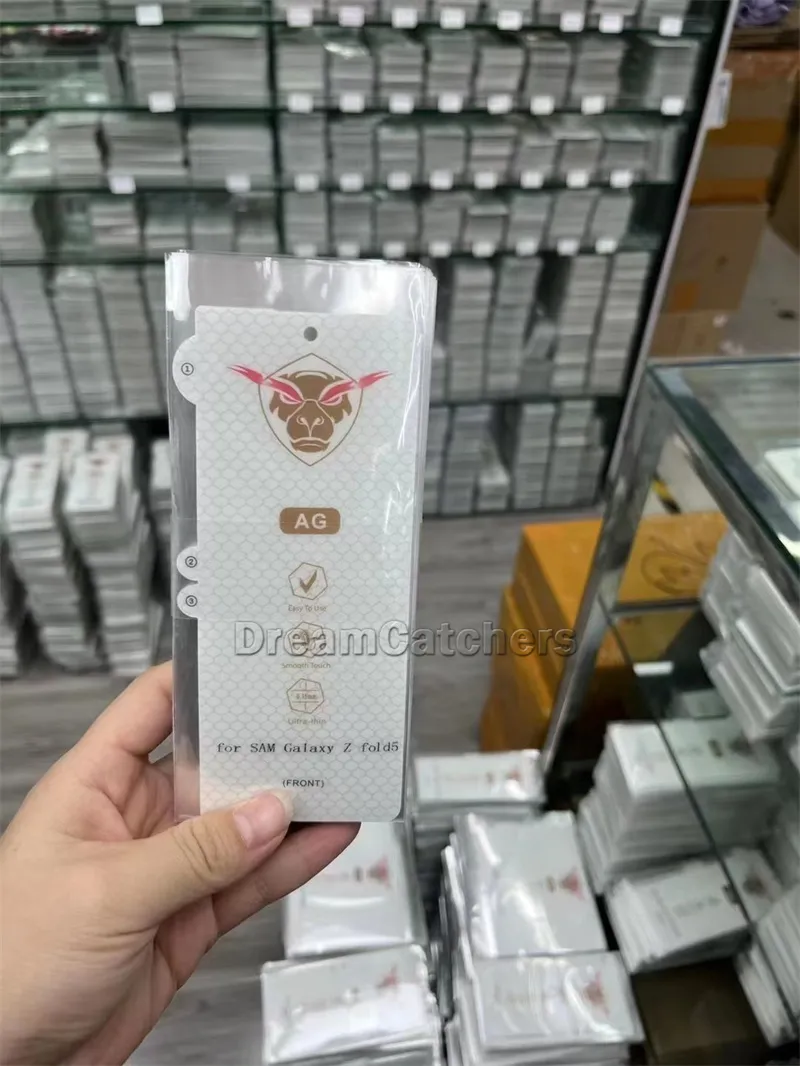 ①
AG
②
③
Easy To Use
DreamCatchers
Smooth Touch
Ultra-thin
for SAM Galaxy Z fold5
(FRONT)